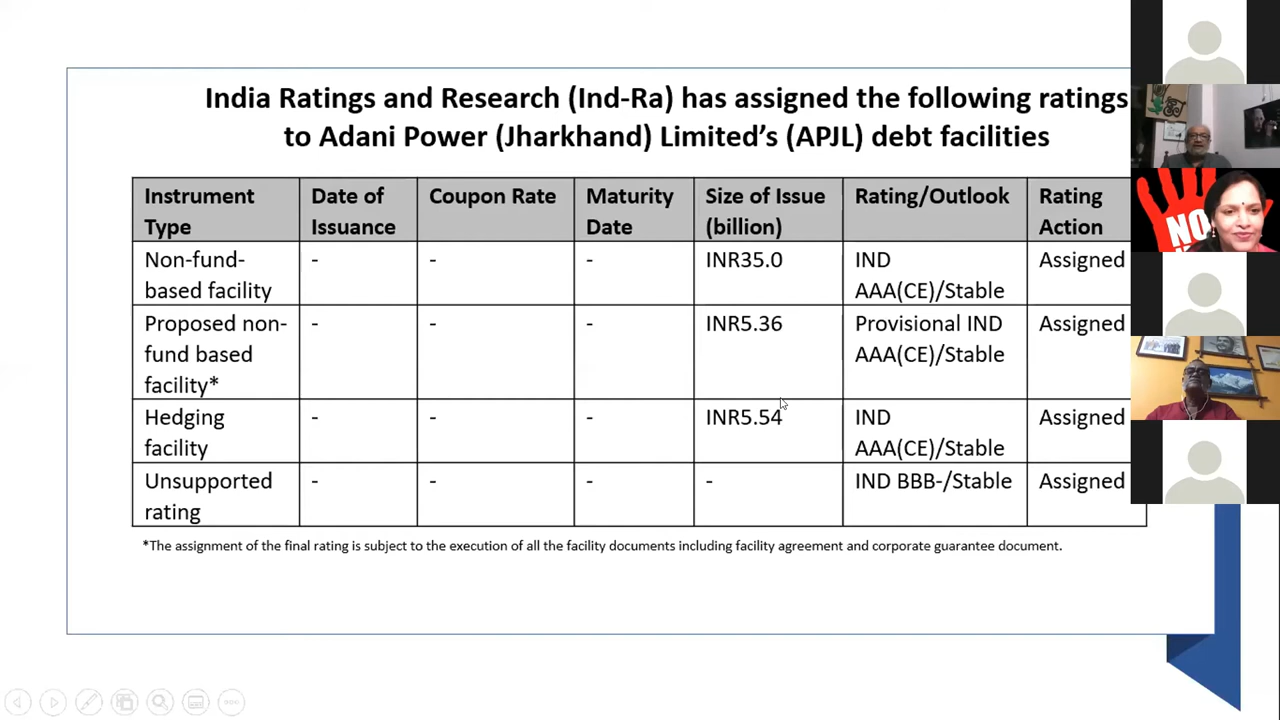 India Ratings and Research (Ind-Ra) has assigned the following ratings
to Adani Power (Jharkhand) Limited's (APJL) debt facilities
Instrument Type Date of Issuance Coupon Rate Maturity Date Size of Issue (billion) Rating/Outlook Rating Action
Non-fund-based facility - - - INR35.0 IND AAA(CE)/Stable Assigned
Proposed non-fund based facility* - - - INR5.36 Provisional IND AAA(CE)/Stable Assigned
Hedging facility - - - INR5.54 IND AAA(CE)/Stable Assigned
Unsupported rating - - - - IND BBB-/Stable Assigned
*The assignment of the final rating is subject to the execution of all the facility documents including facility agreement and corporate guarantee document.
NO